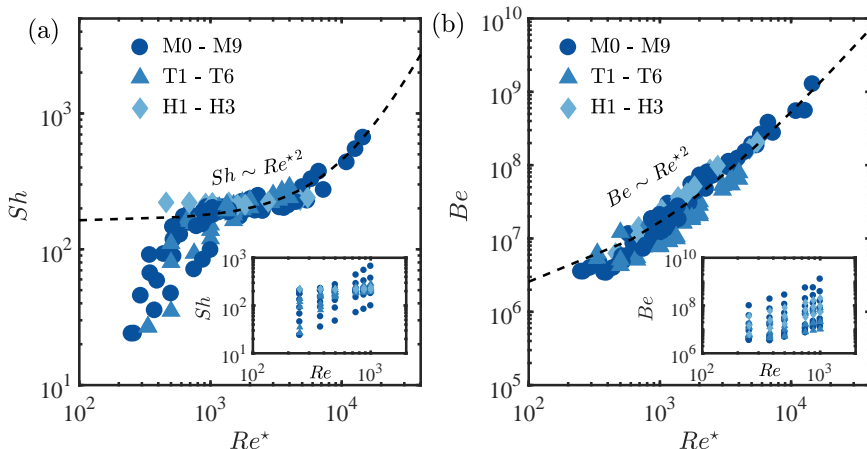 (a)
M0 - M9
T1 - T6
H1 - H3
Sh ∼ Re⋆2
Sh
10^3
10^2
10^1
10^2
10^3
10^4
Re⋆
Sh
10^3
10^2
10^1
10^2
Re
10^3
(b)
M0 - M9
T1 - T6
H1 - H3
Be ∼ Re⋆2
Be
10^10
10^9
10^8
10^7
10^6
10^5
10^2
10^3
10^4
Re⋆
Be
10^10
10^8
10^6
10^2
Re
10^3